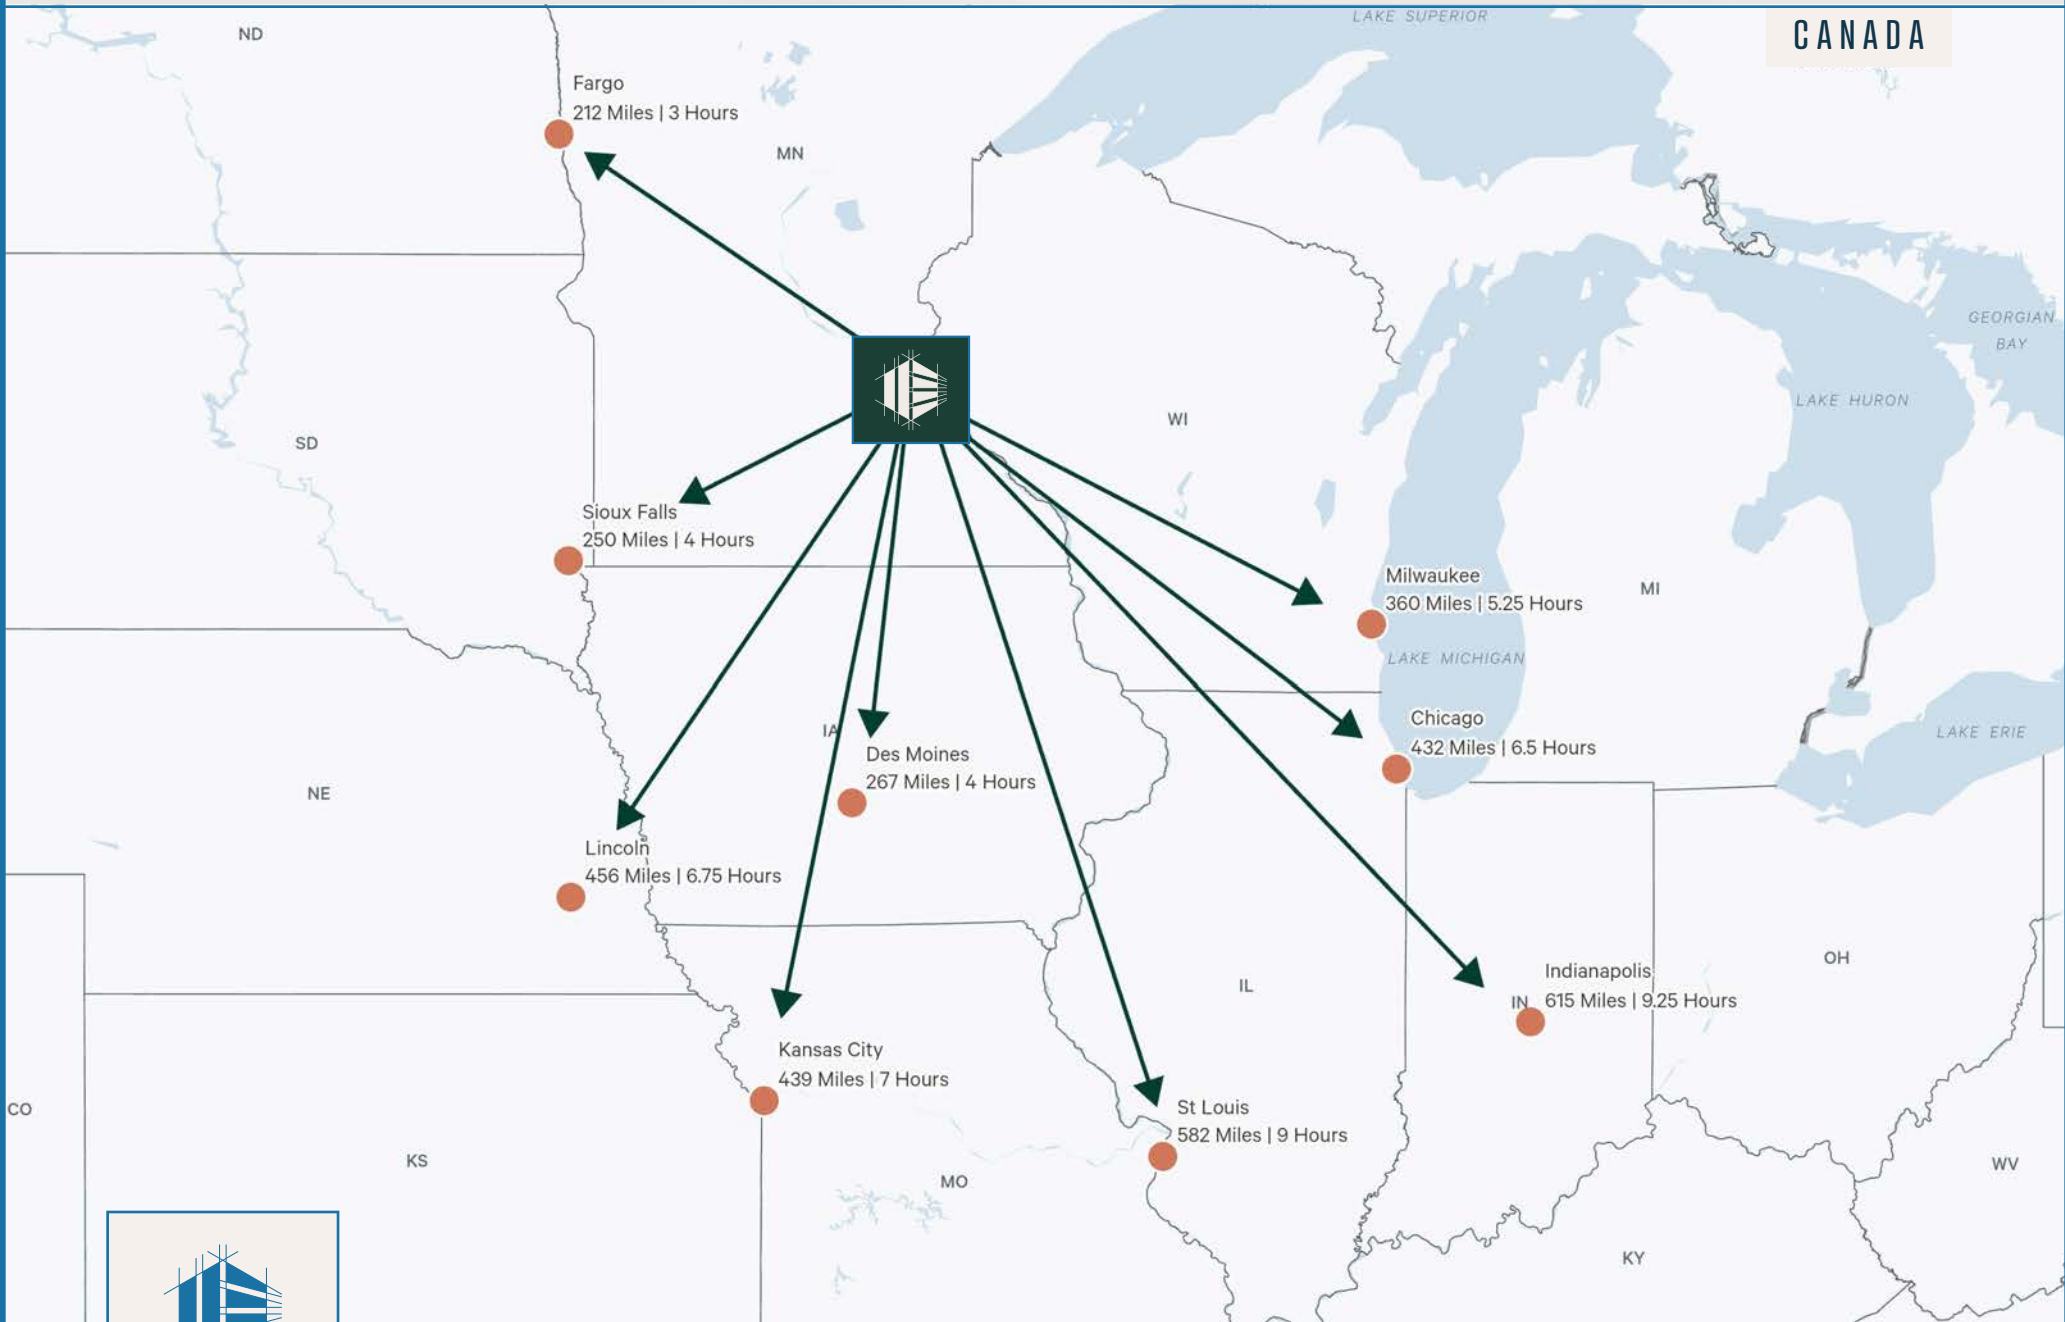 LAKE SUPERIOR
CANADA
ND
Fargo
212 Miles | 3 Hours
MN
GEORGIAN
BAY
LAKE HURON
WI
SD
Sioux Falls
250 Miles | 4 Hours
Milwaukee
360 Miles | 5.25 Hours
MI
LAKE MICHIGAN
Chicago
432 Miles | 6.5 Hours
LAKE ERIE
IA
Des Moines
267 Miles | 4 Hours
NE
Lincoln
456 Miles | 6.75 Hours
OH
Indianapolis
IN
615 Miles | 9.25 Hours
IL
Kansas City
439 Miles | 7 Hours
CO
St Louis
582 Miles | 9 Hours
KS
MO
WV
KY